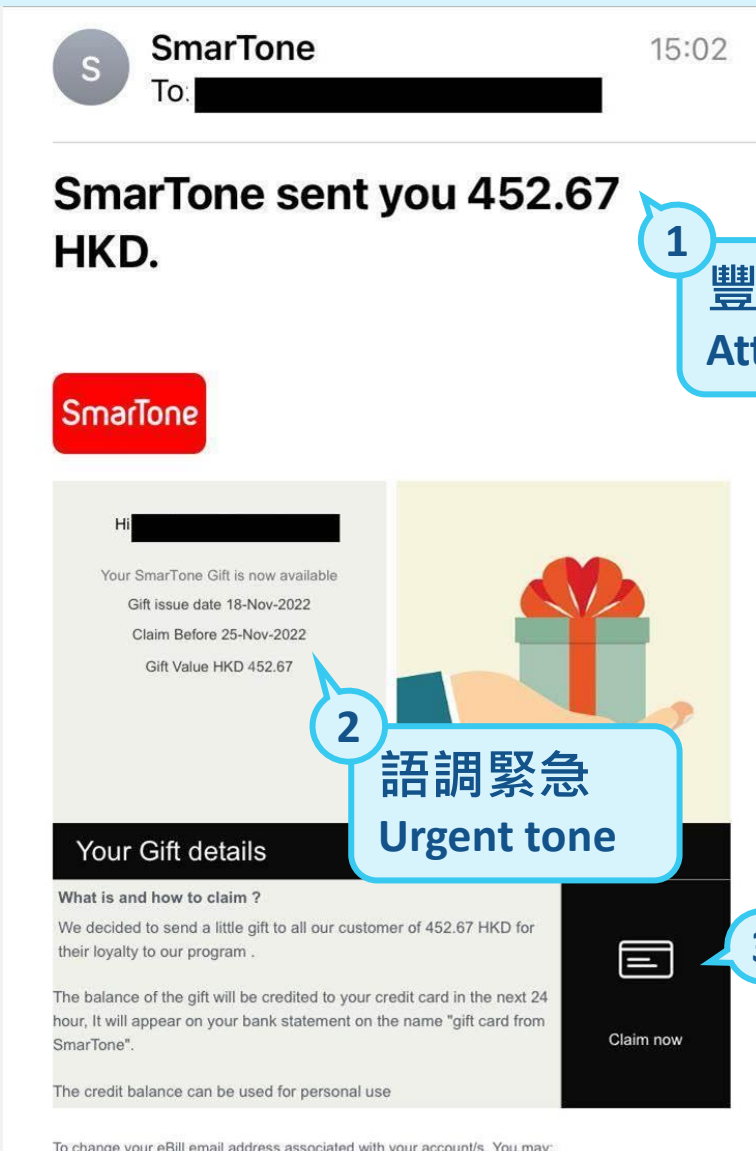 S
SmarTone
15:02
To:
SmarTone sent you 452.67
HKD.
1
豐
Att
SmarTone
Hi
Your SmarTone Gift is now available
Gift issue date 18-Nov-2022
Claim Before 25-Nov-2022
Gift Value HKD 452.67
2
語調緊急
Urgent tone
Your Gift details
What is and how to claim ?
We decided to send a little gift to all our customer of 452.67 HKD for
their loyalty to our program .
The balance of the gift will be credited to your credit card in the next 24
hour, It will appear on your bank statement on the name "gift card from
SmarTone".
The credit balance can be used for personal use
3
Claim now
To change your eBill email address associated with your account/s, You may: